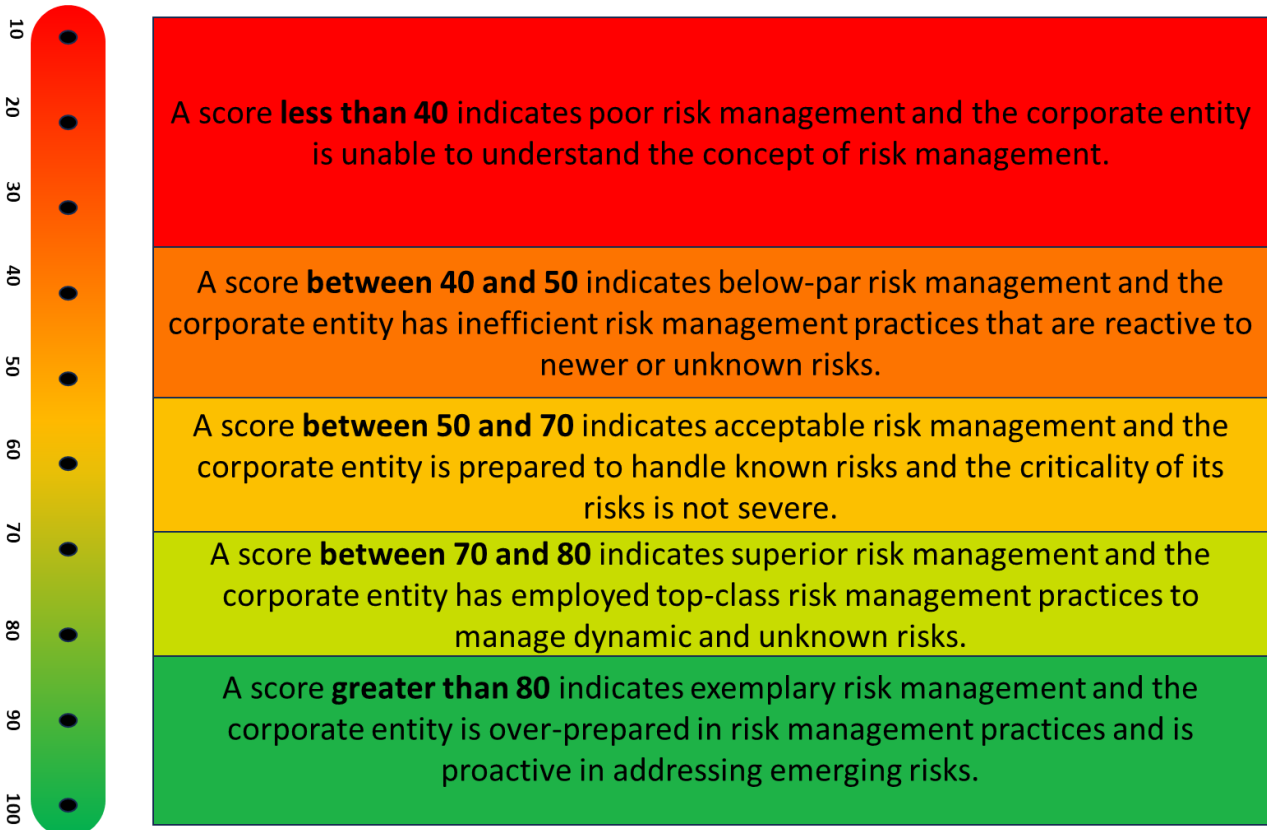 10
20
30
40
50
60
70
80
90
100
A score less than 40 indicates poor risk management and the corporate entity
is unable to understand the concept of risk management.
A score between 40 and 50 indicates below-par risk management and the
corporate entity has inefficient risk management practices that are reactive to
newer or unknown risks.
A score between 50 and 70 indicates acceptable risk management and the
corporate entity is prepared to handle known risks and the criticality of its
risks is not severe.
A score between 70 and 80 indicates superior risk management and the
corporate entity has employed top-class risk management practices to
manage dynamic and unknown risks.
A score greater than 80 indicates exemplary risk management and the
corporate entity is over-prepared in risk management practices and is
proactive in addressing emerging risks.